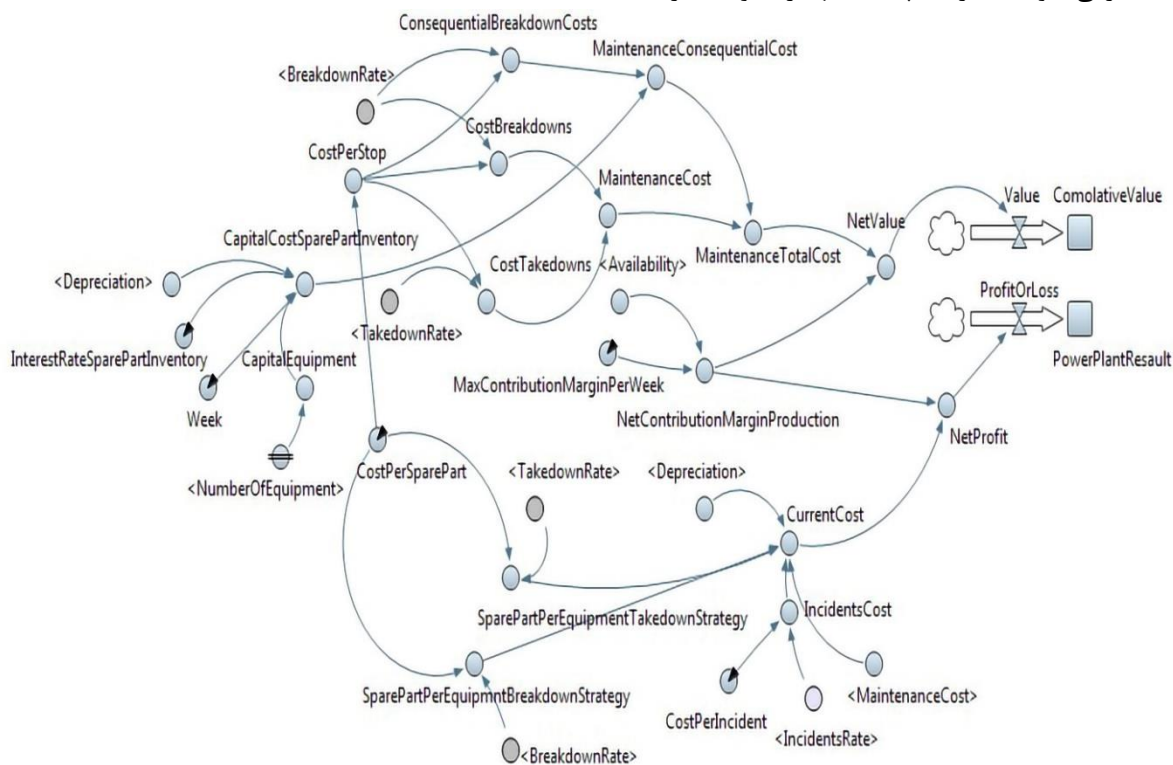 ConsequentialBreakdownCosts
MaintenanceConsequentialCost
<BreakdownRate>
CostBreakdowns
CostPerStop
MaintenanceCost
Value
ComolativeValue
NetValue
CapitalCostSparePartInventory
CostTakedowns
<Availability>
MaintenanceTotalCost
<Depreciation>
ProfitOrLoss
<TakedownRate>
InterestRateSparePartInventory
CapitalEquipment
MaxContributionMarginPerWeek
PowerPlantResault
Week
NetContributionMarginProduction
NetProfit
CostPerSparePart
<TakedownRate>
<Depreciation>
<NumberOfEquipment>
CurrentCost
IncidentsCost
SparePartPerEquipmentTakedownStrategy
SparePartPerEquipmntBreakdownStrategy
<MaintenanceCost>
CostPerIncident
<IncidentsRate>
<BreakdownRate>